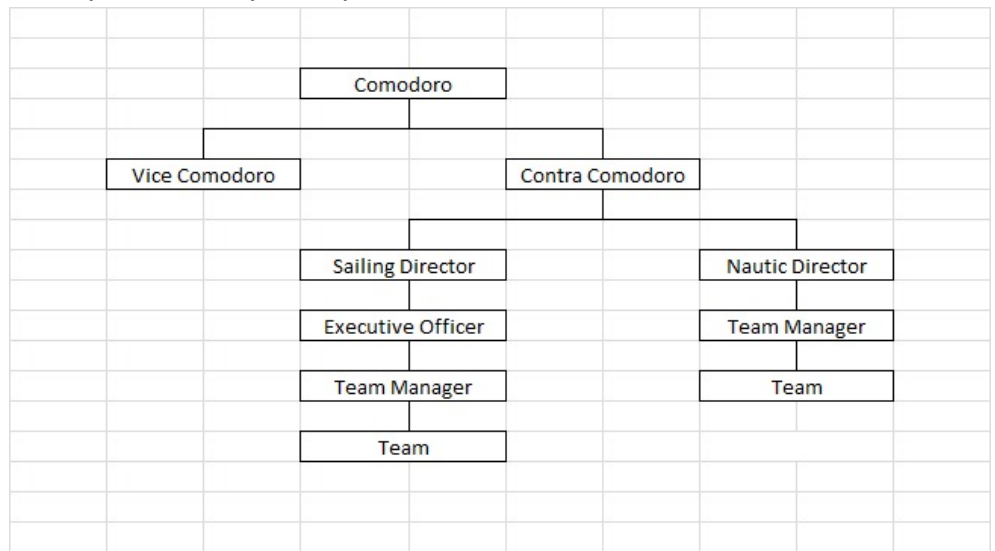 Comodoro
Vice Comodoro
Contra Comodoro
Sailing Director
Nautic Director
Executive Officer
Team Manager
Team Manager
Team
Team